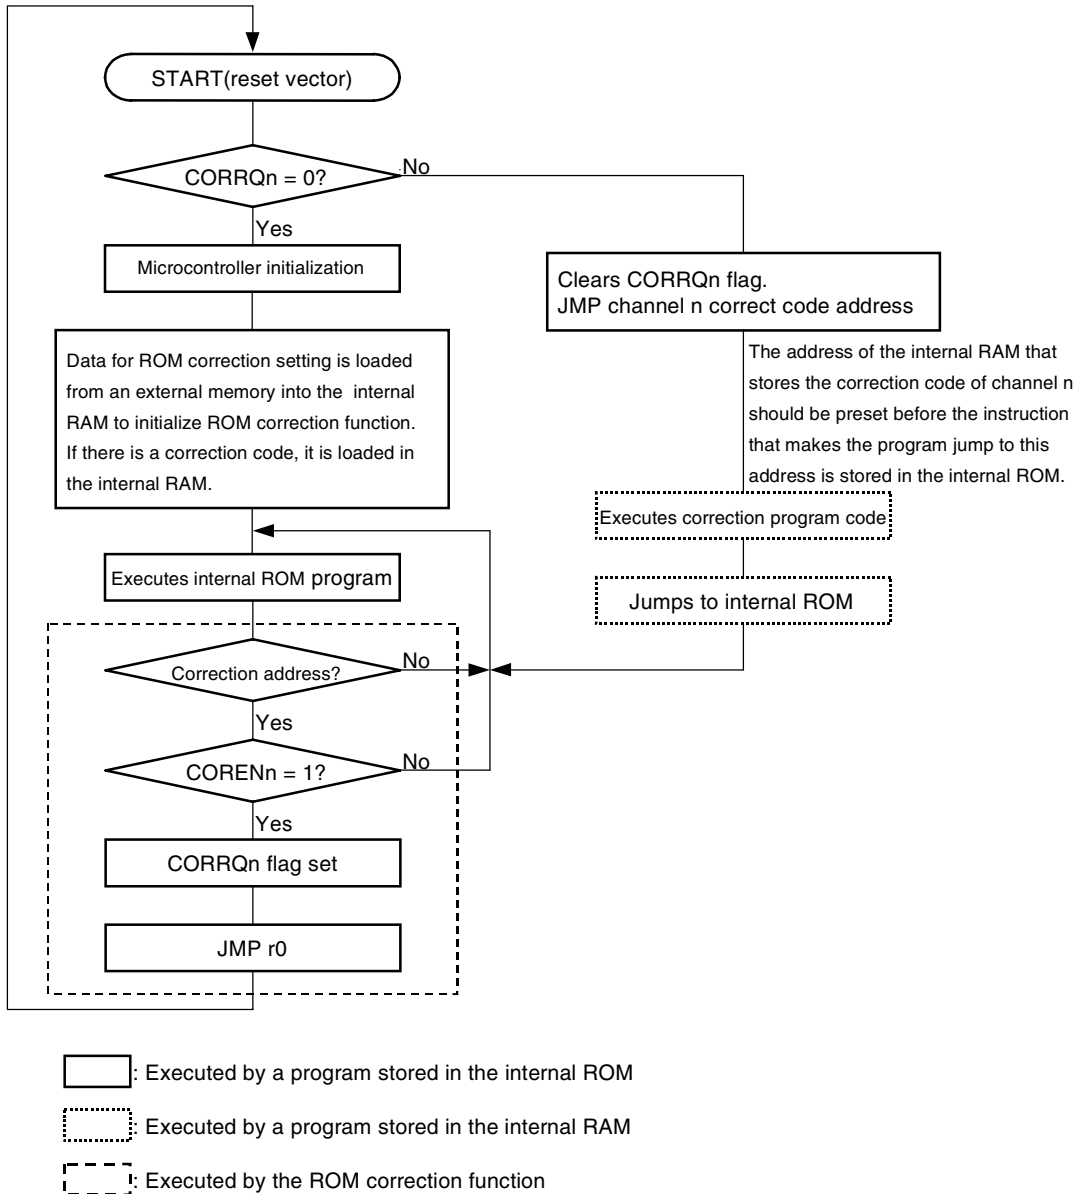 START(reset vector)
CORRQn = 0?
No
Yes
Microcontroller initialization
Clears CORRQn flag.
JMP channel n correct code address
Data for ROM correction setting is loaded
from an external memory into the internal
RAM to initialize ROM correction function.
If there is a correction code, it is loaded in
the internal RAM.
The address of the internal RAM that
stores the correction code of channel n
should be preset before the instruction
that makes the program jump to this
address is stored in the internal ROM.
Executes correction program code
Executes internal ROM program
Jumps to internal ROM
Correction address?
No
Yes
CORENn = 1?
No
Yes
CORRQn flag set
JMP r0
: Executed by a program stored in the internal ROM
: Executed by a program stored in the internal RAM
: Executed by the ROM correction function